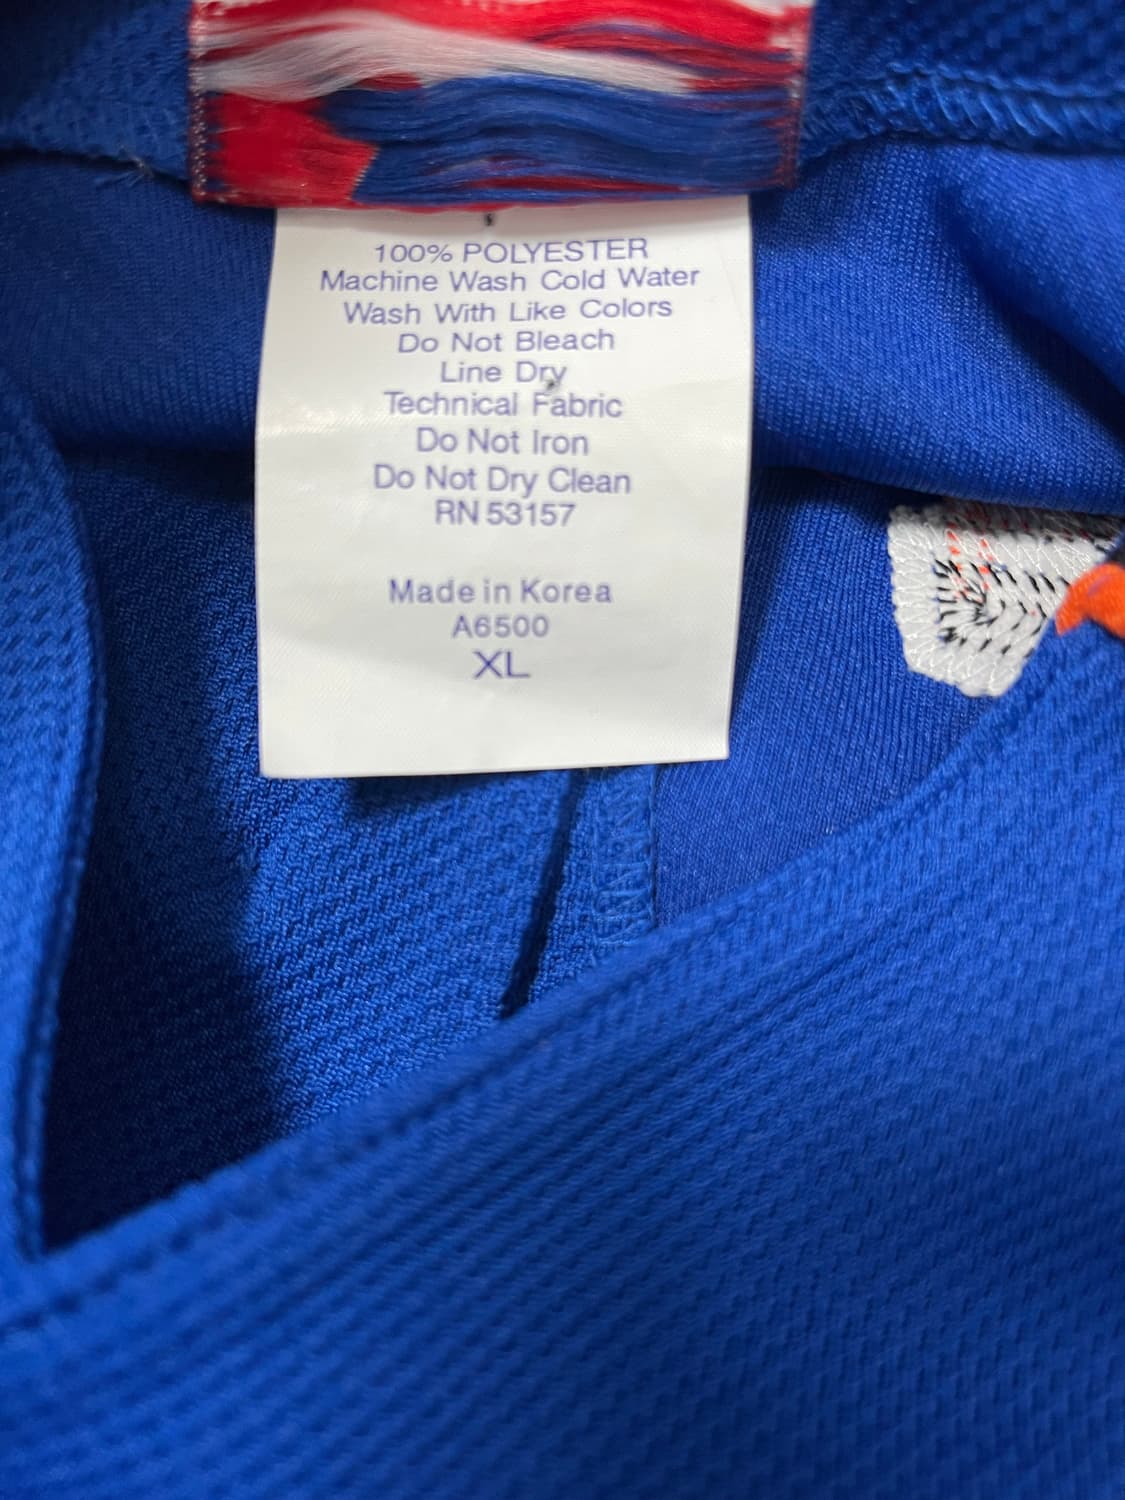 100% POLYESTER
Machine Wash Cold Water
Wash With Like Colors
Do Not Bleach
Line Dry
Technical Fabric
Do Not Iron
Do Not Dry Clean
RN 53157
Made in Korea
A6500
XL